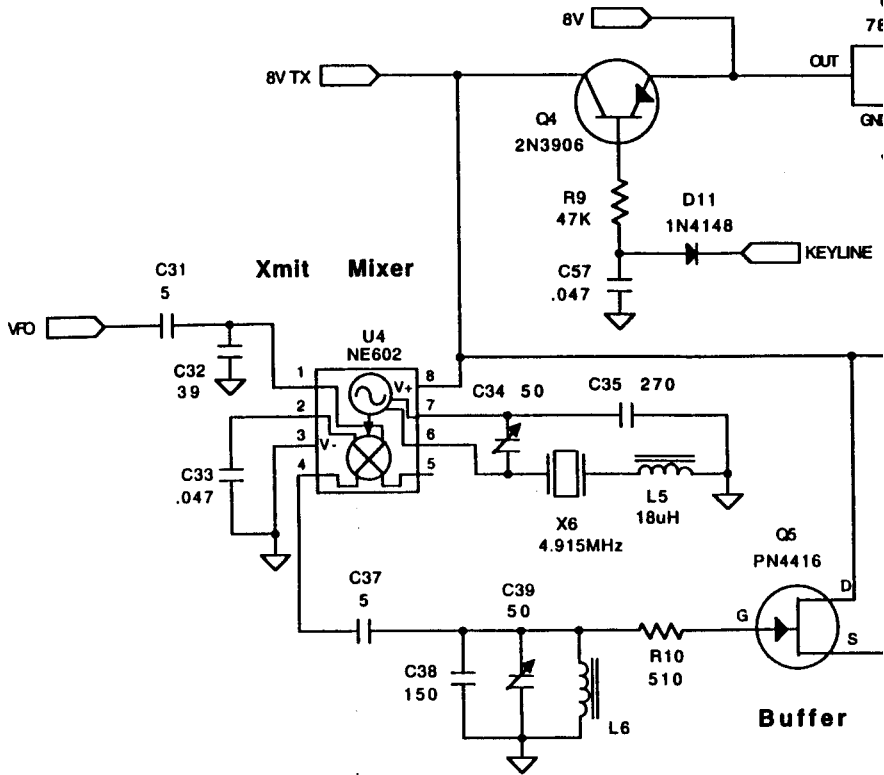 8V
78
OUT
8V TX
GND
Q4
2N3906
R9
47K
D11
1N4148
KEYLINE
C57
.047
Xmit Mixer
C31
5
VFO
C32
39
U4
NE602
1
2
3
4
V+
V-
8
7
6
5
C33
.047
C34 50
C35 270
X6
4.915MHz
L5
18uH
Q5
PN4416
D
G
S
C37
5
C39
50
C38
150
L6
R10
510
Buffer